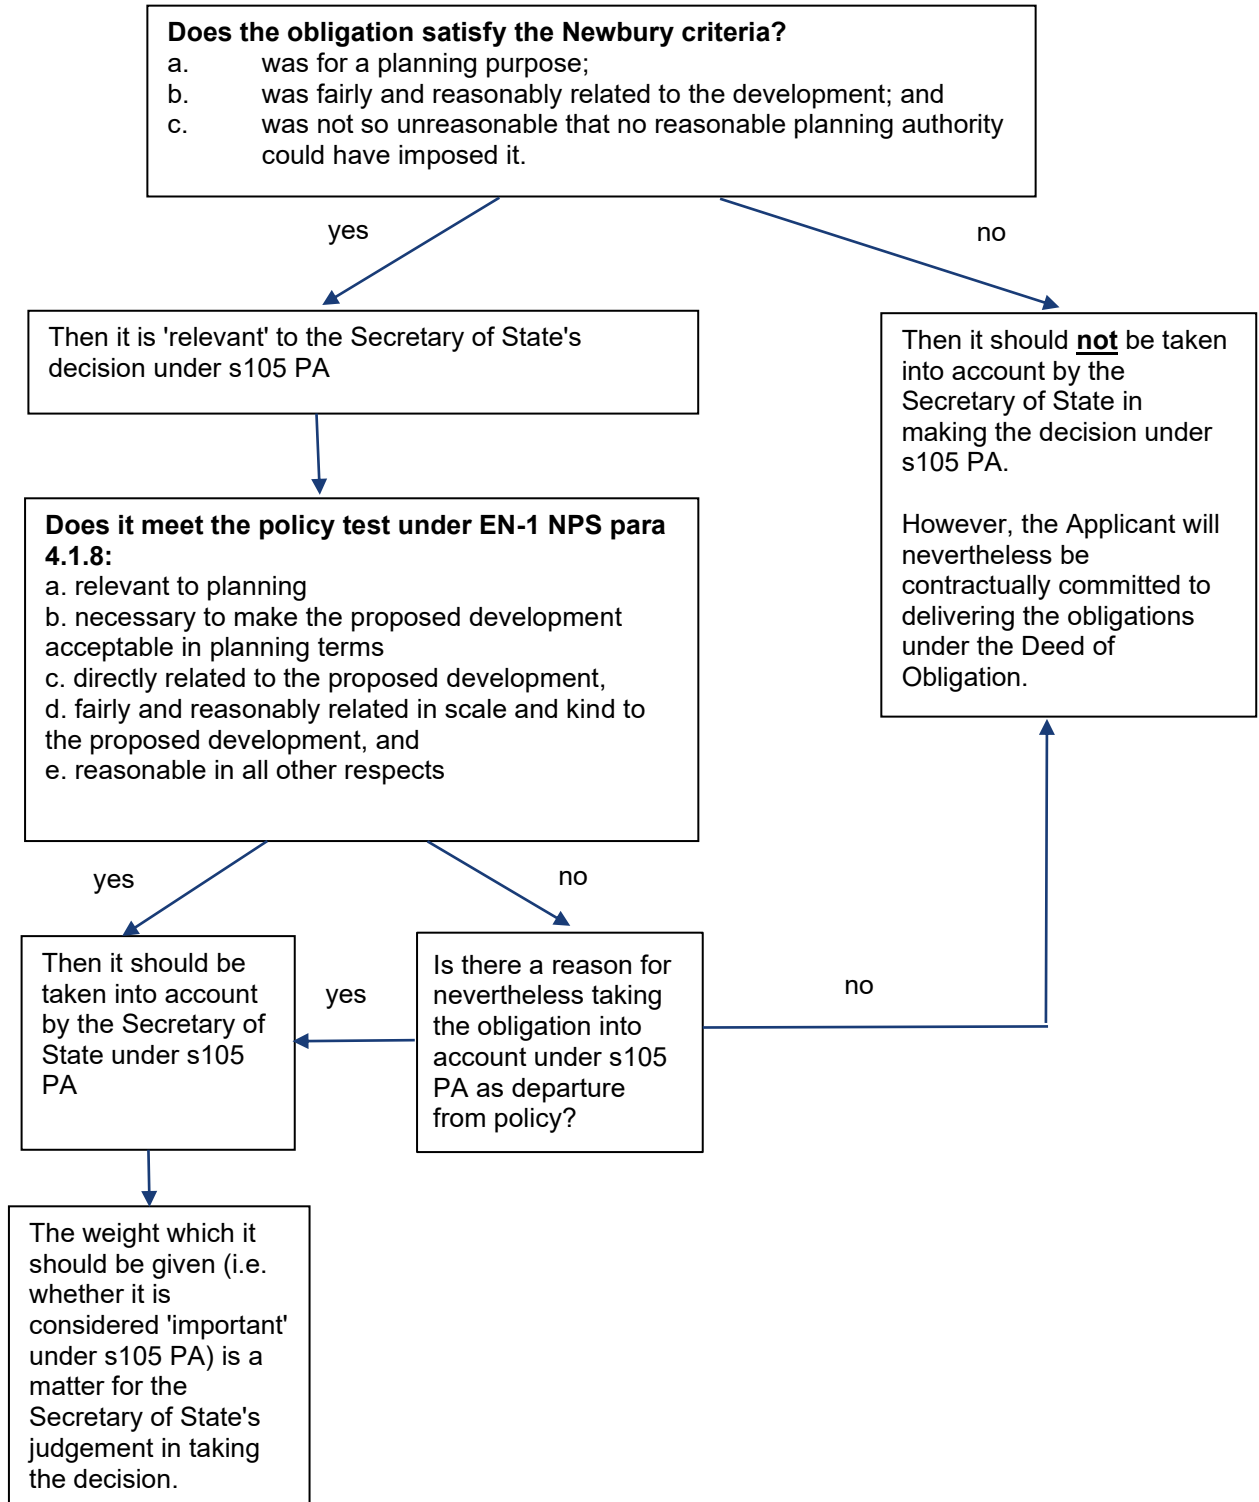 Does the obligation satisfy the Newbury criteria?
a. was for a planning purpose;
b. was fairly and reasonably related to the development; and
c. was not so unreasonable that no reasonable planning authority
could have imposed it.
yes
no
Then it is 'relevant' to the Secretary of State's
decision under s105 PA
Then it should not be taken
into account by the
Secretary of State in
making the decision under
s105 PA.
However, the Applicant will
nevertheless be
contractually committed to
delivering the obligations
under the Deed of
Obligation.
Does it meet the policy test under EN-1 NPS para
4.1.8:
a. relevant to planning
b. necessary to make the proposed development
acceptable in planning terms
c. directly related to the proposed development,
d. fairly and reasonably related in scale and kind to
the proposed development, and
e. reasonable in all other respects
yes
no
Then it should be
taken into account
by the Secretary of
State under s105
PA
yes
Is there a reason for
nevertheless taking
the obligation into
account under s105
PA as departure
from policy?
no
The weight which it
should be given (i.e.
whether it is
considered 'important'
under s105 PA) is a
matter for the
Secretary of State's
judgement in taking
the decision.